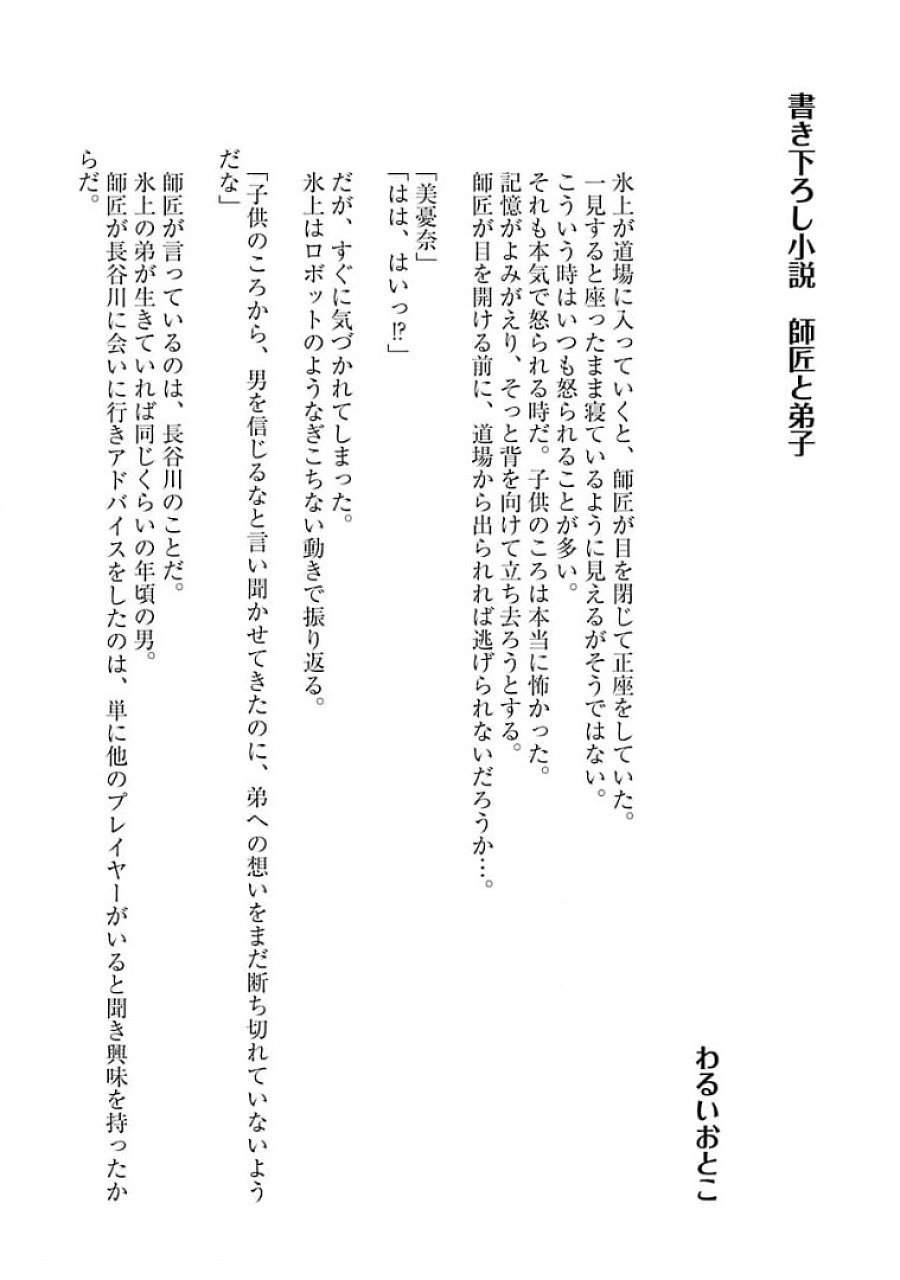 書き下ろし小説　師匠と弟子
わるいおとこ
氷上が道場に入っていくと、師匠が目を閉じて正座をしていた。
一見すると座ったまま寝ているように見えるがそうではない。
こういう時はいつも怒られることが多い。
それも本気で怒られる時だ。子供のころは本当に怖かった。
記憶がよみがえり、そっと背を向けて立ち去ろうとする。
師匠が目を開ける前に、道場から出られれば逃げられないだろうか…。
「美憂奈」
「はは、はいっ!?」
だが、すぐに気づかれてしまった。
氷上はロボットのようなぎこちない動きで振り返る。
「子供のころから、男を信じるなと言い聞かせてきたのに、弟への想いをまだ断ち切れていないよう
だな」
師匠が言っているのは、長谷川のことだ。
氷上の弟が生きていれば同じくらいの年頃の男。
師匠が長谷川に会いに行きアドバイスをしたのは、単に他のプレイヤーがいると聞き興味を持ったか
らだ。